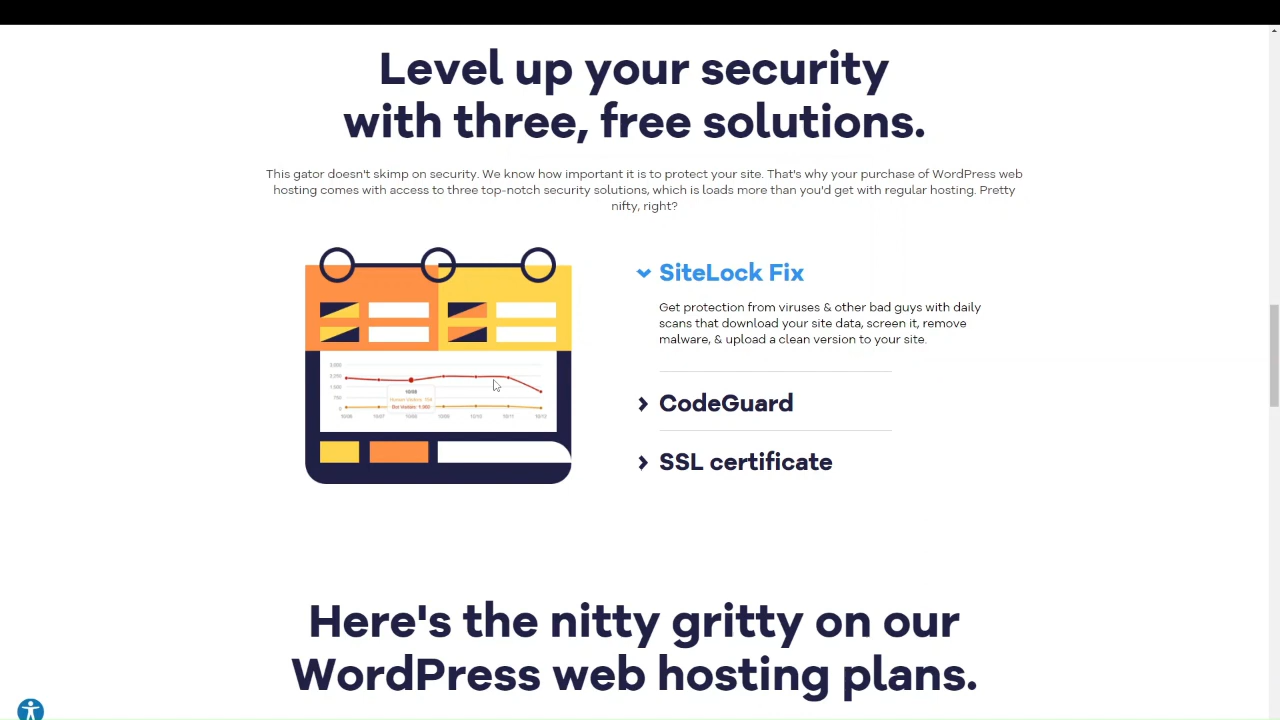 Level up your security
with three, free solutions.
This gator doesn't skimp on security. We know how important it is to protect your site. That's why your purchase of WordPress web
hosting comes with access to three top-notch security solutions, which is loads more than you'd get with regular hosting. Pretty
nifty, right?
SiteLock Fix
Get protection from viruses & other bad guys with daily
scans that download your site data, screen it, remove
malware, & upload a clean version to your site.
CodeGuard
SSL certificate
Here's the nitty gritty on our
WordPress web hosting plans.